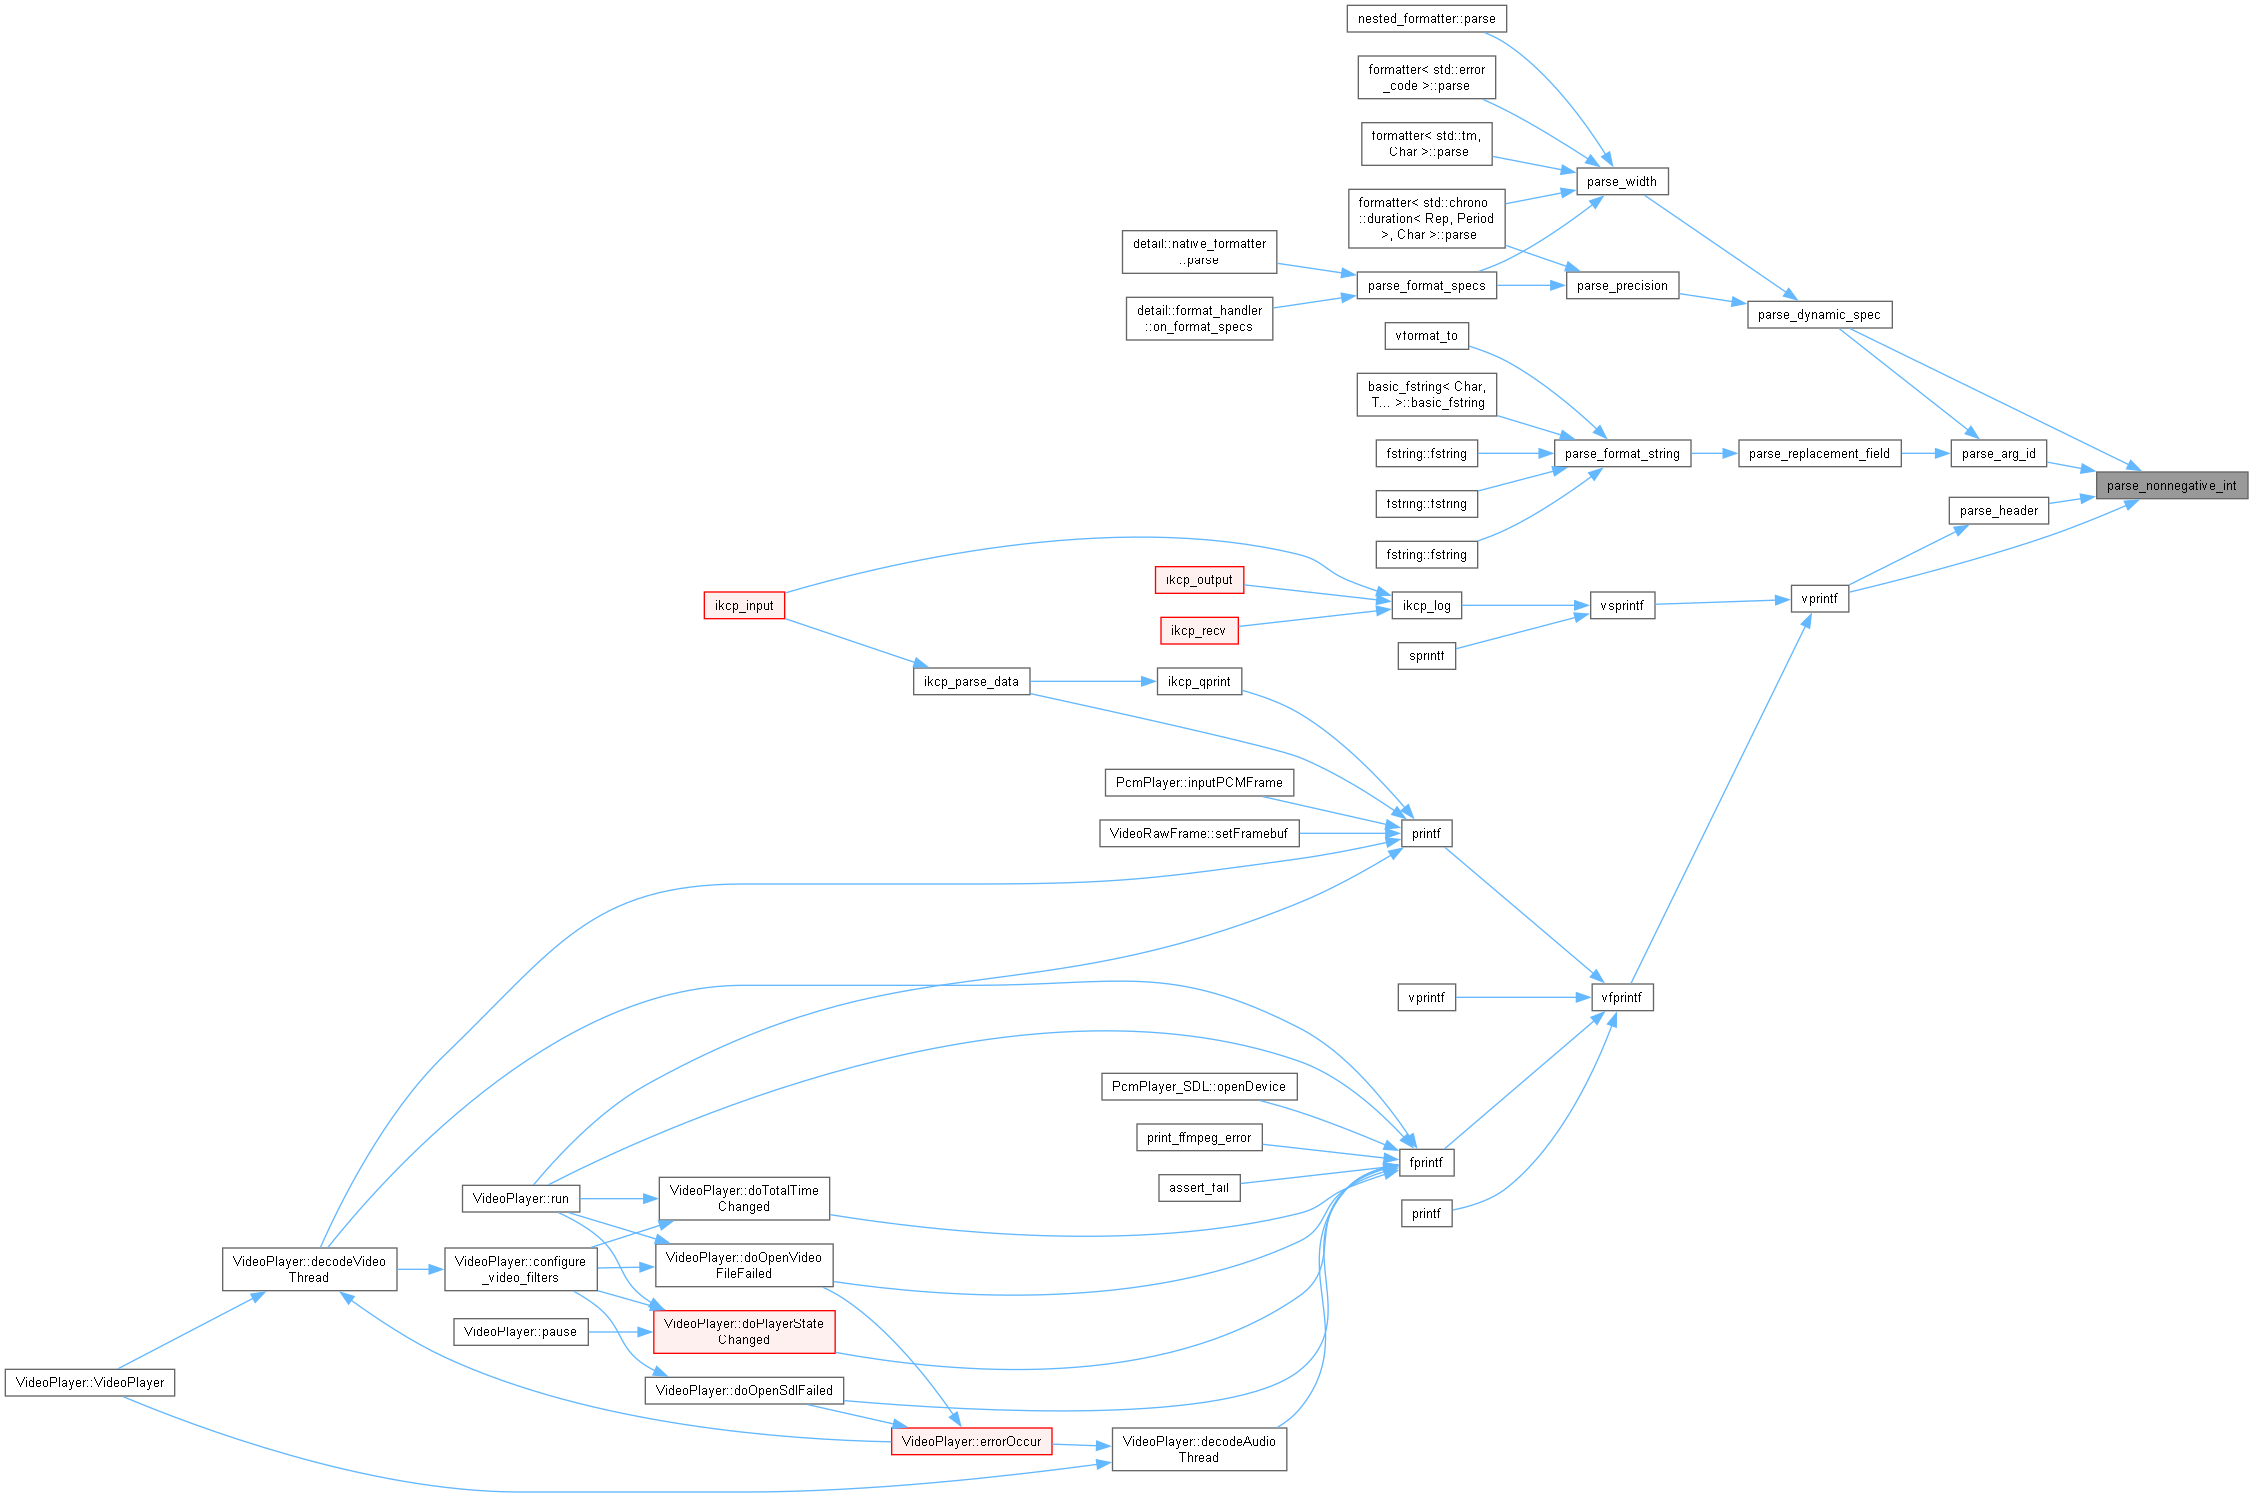 nested_formatter::parse
formatter< std::error
_code >::parse
formatter< std::tm,
Char >::parse
parse_width
formatter< std::chrono
::duration< Rep, Period
>, Char >::parse
detail::native_formatter
::parse
parse_format_specs
parse_precision
detail::format_handler
::on_format_specs
parse_dynamic_spec
vformat_to
basic_fstring< Char,
T... >::basic_fstring
fstring::fstring
parse_format_string
parse_replacement_field
parse_arg_id
parse_nonnegative_int
fstring::fstring
parse_header
fstring::fstring
ikcp_output
ikcp_input
ikcp_log
vsprintf
vprintf
ikcp_recv
sprintf
ikcp_parse_data
ikcp_qprint
PcmPlayer::inputPCMFrame
VideoRawFrame::setFramebuf
printf
vprintf
vfprintf
PcmPlayer_SDL::openDevice
print_ffmpeg_error
fprintf
assert_fail
VideoPlayer::run
VideoPlayer::doTotalTime
Changed
printf
VideoPlayer::decodeVideo
Thread
VideoPlayer::configure
_video_filters
VideoPlayer::doOpenVideo
FileFailed
VideoPlayer::pause
VideoPlayer::doPlayerState
Changed
VideoPlayer::VideoPlayer
VideoPlayer::doOpenSdlFailed
VideoPlayer::errorOccur
VideoPlayer::decodeAudio
Thread